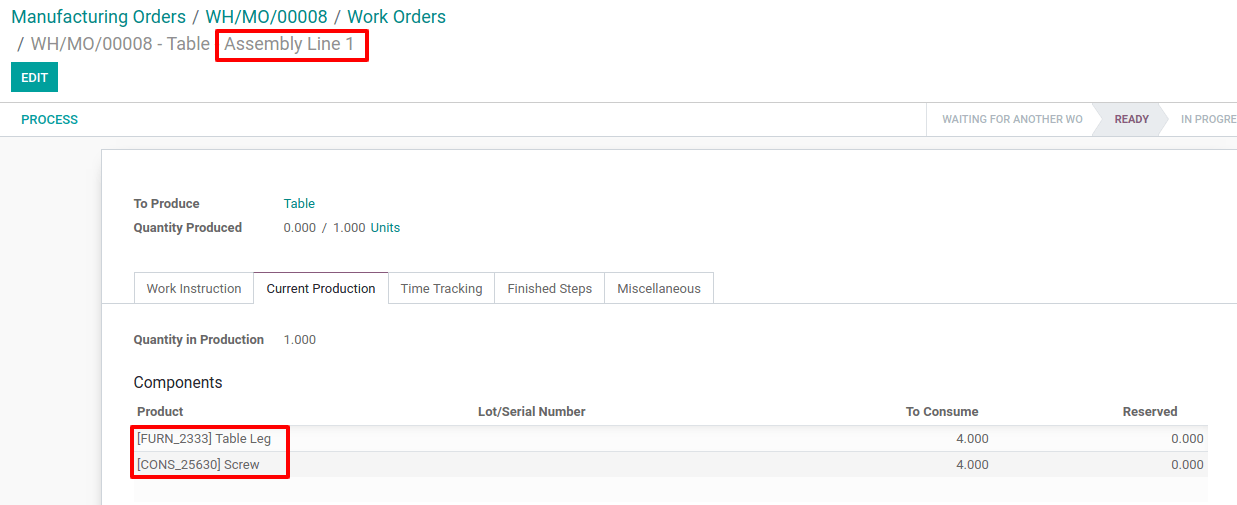 Manufacturing Orders / WH/MO/00008 / Work Orders
/ WH/MO/00008 - Table Assembly Line 1
EDIT
PROCESS
WAITING FOR ANOTHER WO READY IN PROGRE
To Produce Table
Quantity Produced 0.000 / 1.000 Units
Work Instruction Current Production Time Tracking Finished Steps Miscellaneous
Quantity in Production 1.000
Components
Product Lot/Serial Number To Consume Reserved
[FURN_2333] Table Leg 4.000 0.000
[CONS_25630] Screw 4.000 0.000